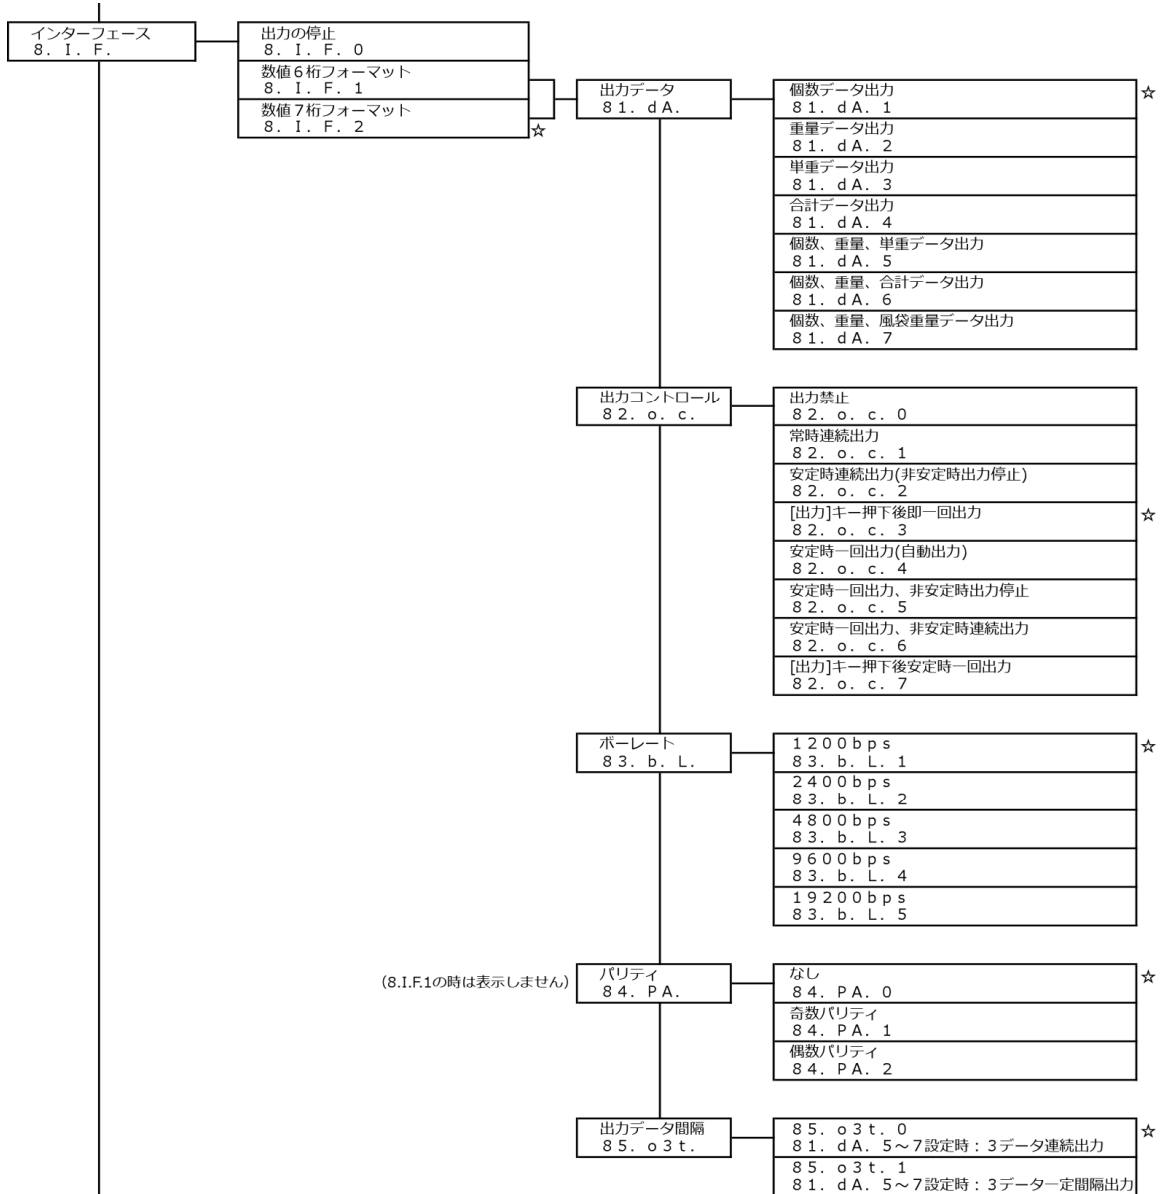 インターフェース
8. I. F.
出力の停止
8. I. F. 0
数値6桁フォーマット
8. I. F. 1
数値7桁フォーマット
8. I. F. 2
☆
出力データ
81. dA.
個数データ出力
81. dA. 1
☆
重量データ出力
81. dA. 2
単重データ出力
81. dA. 3
合計データ出力
81. dA. 4
個数、重量、単重データ出力
81. dA. 5
個数、重量、合計データ出力
81. dA. 6
個数、重量、風袋重量データ出力
81. dA. 7
出力コントロール
82. o. c.
出力禁止
82. o. c. 0
常時連続出力
82. o. c. 1
安定時連続出力(非安定時出力停止)
82. o. c. 2
[出力]キー押下後即一回出力
82. o. c. 3
☆
安定時一回出力(自動出力)
82. o. c. 4
安定時一回出力、非安定時出力停止
82. o. c. 5
安定時一回出力、非安定時連続出力
82. o. c. 6
[出力]キー押下後安定時一回出力
82. o. c. 7
ボーレート
83. b. L.
1200bps
83. b. L. 1
☆
2400bps
83. b. L. 2
4800bps
83. b. L. 3
9600bps
83. b. L. 4
19200bps
83. b. L. 5
(8.I.F.1の時は表示しません)
パリティ
84. PA.
なし
84. PA. 0
☆
奇数パリティ
84. PA. 1
偶数パリティ
84. PA. 2
出力データ間隔
85. o3t.
85. o3t. 0
81. dA. 5～7設定時：3データ連続出力
☆
85. o3t. 1
81. dA. 5～7設定時：3データ一定間隔出力